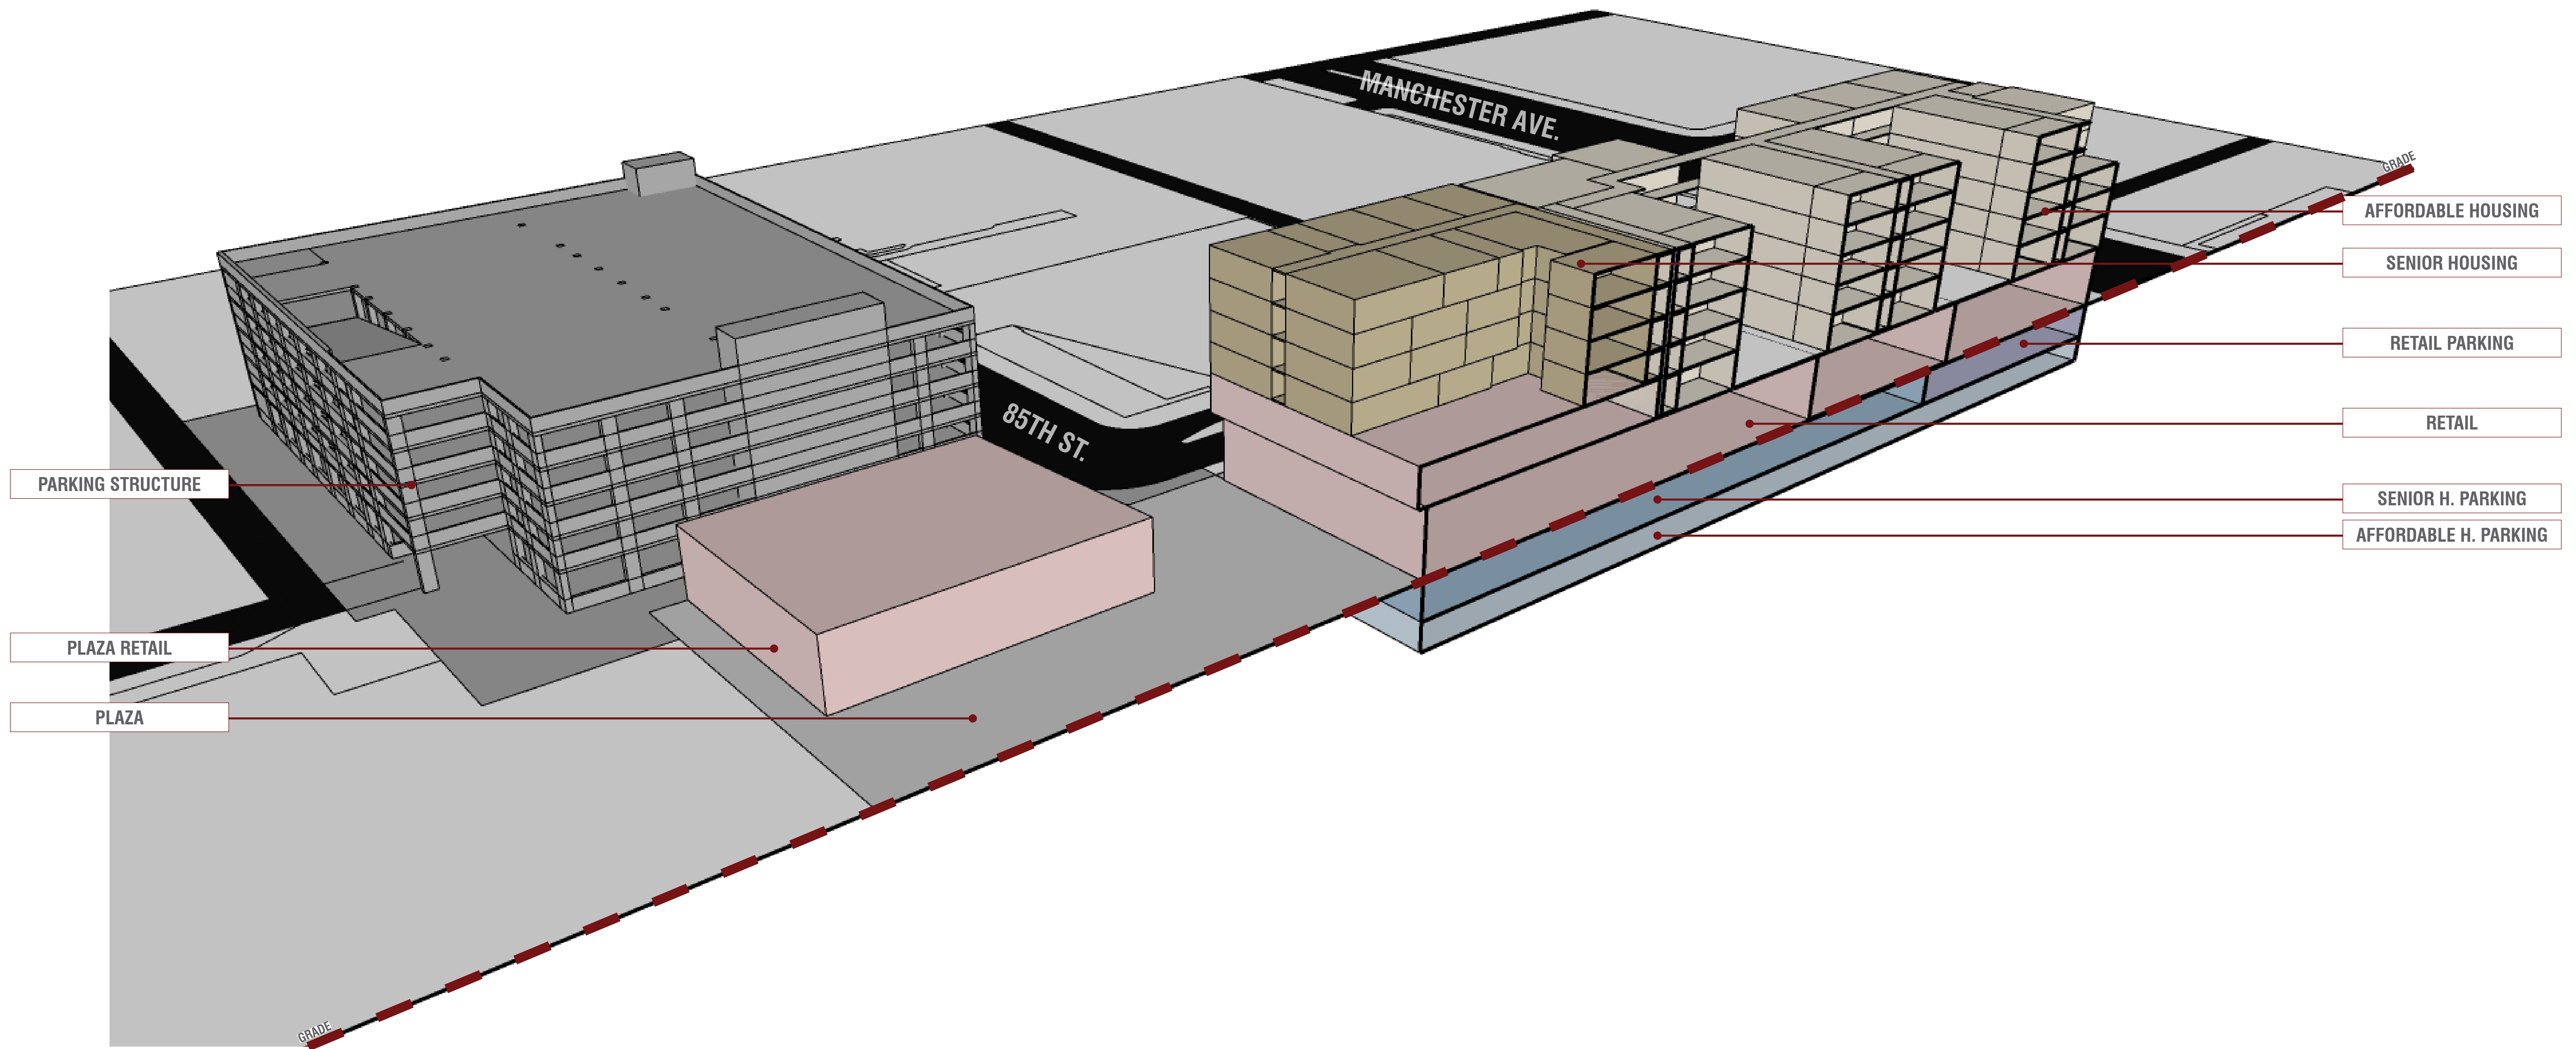 MANCHESTER AVE.
GRADE
AFFORDABLE HOUSING
SENIOR HOUSING
RETAIL PARKING
RETAIL
85TH ST.
PARKING STRUCTURE
SENIOR H. PARKING
AFFORDABLE H. PARKING
PLAZA RETAIL
PLAZA
GRADE